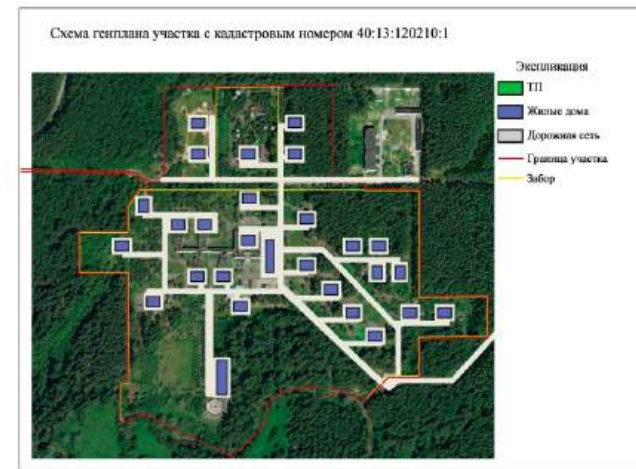 Схема генплана участка с кадастровым номером 40:13:120210:1
Экспликация
ТП
Жилые дома
Дорожная сеть
Граница участка
Забор